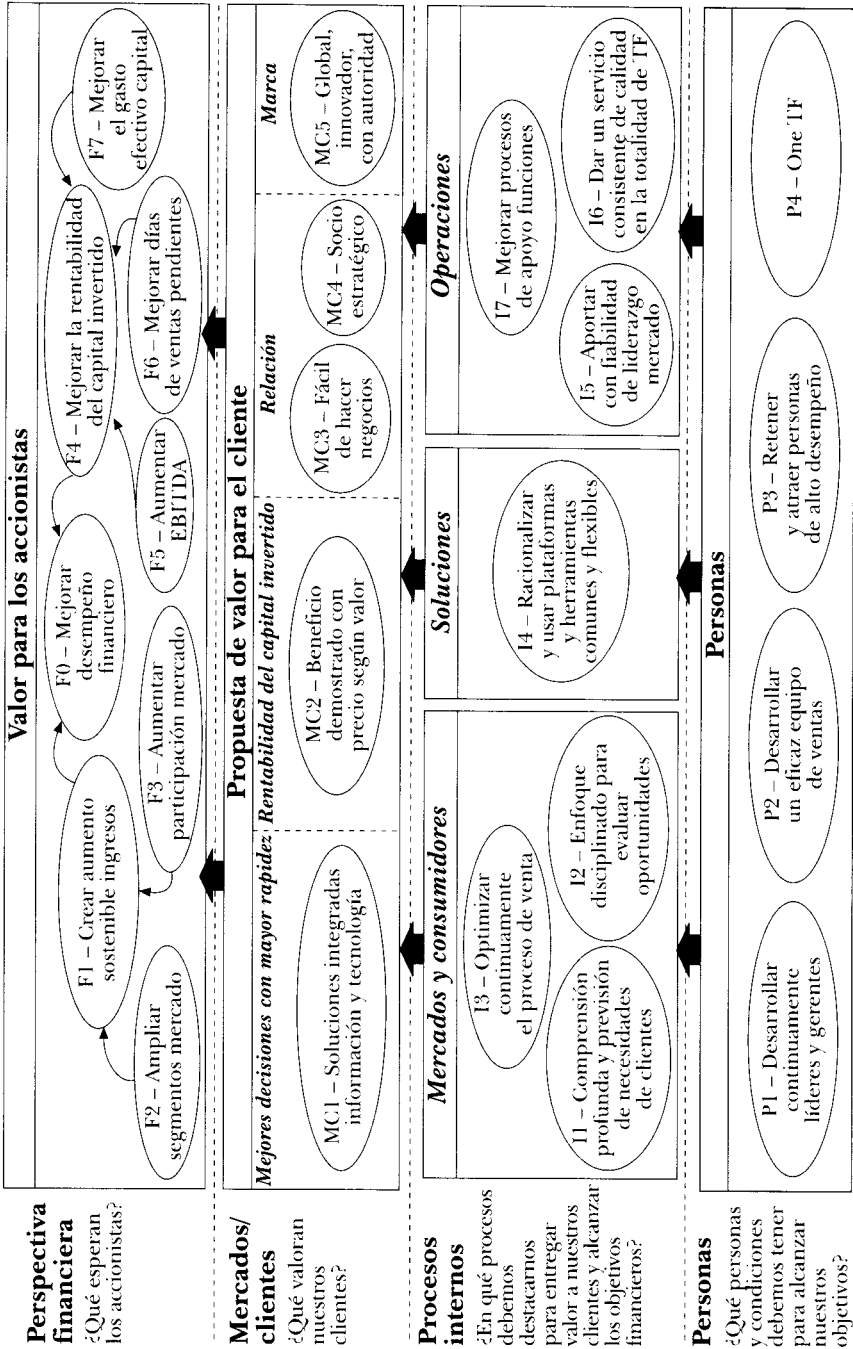 Perspectiva
financiera
¿Qué esperan
los accionistas?
Valor para los accionistas
F0 – Mejorar
desempeño
financiero
F1 – Crear aumento
sostenible ingresos
F2 – Ampliar
segmentos mercado
F3 – Aumentar
participación mercado
F4 – Mejorar la rentabilidad
del capital invertido
F5 – Aumentar
EBITDA
F6 – Mejorar días
de ventas pendientes
F7 – Mejorar
el gasto
efectivo capital
Mercados/
clientes
¿Qué valoran
nuestros
clientes?
Propuesta de valor para el cliente
Mejores decisiones con mayor rapidez
Rentabilidad del capital invertido
Relación
Marca
MC1 – Soluciones integradas
información y tecnología
MC2 – Beneficio
demostrado con
precio según valor
MC3 – Fácil
de hacer
negocios
MC4 – Socio
estratégico
MC5 – Global,
innovador,
con autoridad
Procesos
internos
¿En qué procesos
debemos
destacarnos
para entregar
valor a nuestros
clientes y alcanzar
los objetivos
financieros?
Mercados y consumidores
I3 – Optimizar
continuamente
el proceso de venta
I1 – Comprensión
profunda y previsión
de necesidades
de clientes
I2 – Enfoque
disciplinado para
evaluar
oportunidades
Soluciones
I4 – Racionalizar
y usar plataformas
y herramientas
comunes y flexibles
Operaciones
I7 – Mejorar procesos
de apoyo funciones
I5 – Aportar
con fiabilidad
de liderazgo
mercado
I6 – Dar un servicio
consistente de calidad
en la totalidad de TF
Personas
¿Qué personas
y condiciones
debemos tener
para alcanzar
nuestros
objetivos?
Personas
P1 – Desarrollar
continuamente
líderes y gerentes
P2 – Desarrollar
un eficaz equipo
de ventas
P3 – Retener
y atraer personas
de alto desempeño
P4 – One TF